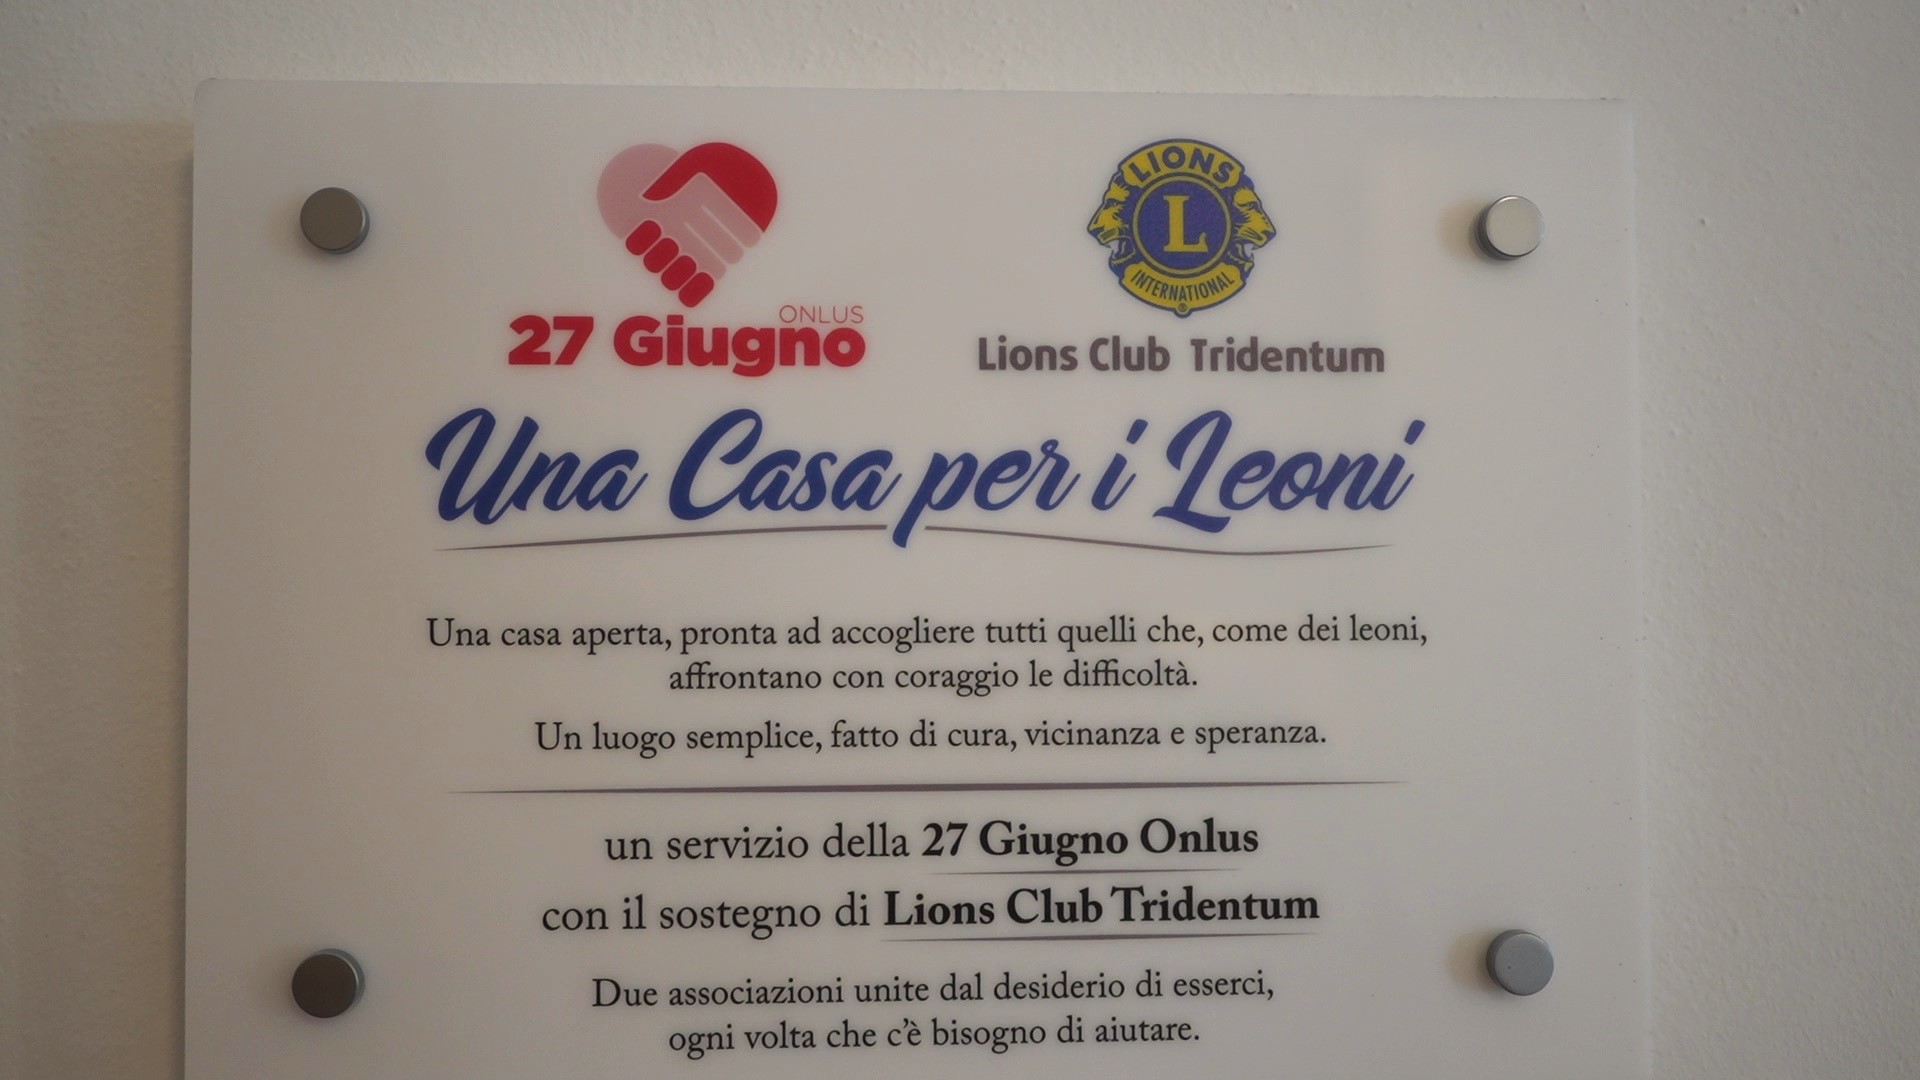 LIONS
L
INTERNATIONAL
ONLUS
27 Giugno
Lions Club Tridentum
Una Casa per i Leoni
Una casa aperta, pronta ad accogliere tutti quelli che, come dei leoni,
affrontano con coraggio le difficoltà.
Un luogo semplice, fatto di cura, vicinanza e speranza.
un servizio della 27 Giugno Onlus
con il sostegno di Lions Club Tridentum
Due associazioni unite dal desiderio di esserci,
ogni volta che c'è bisogno di aiutare.